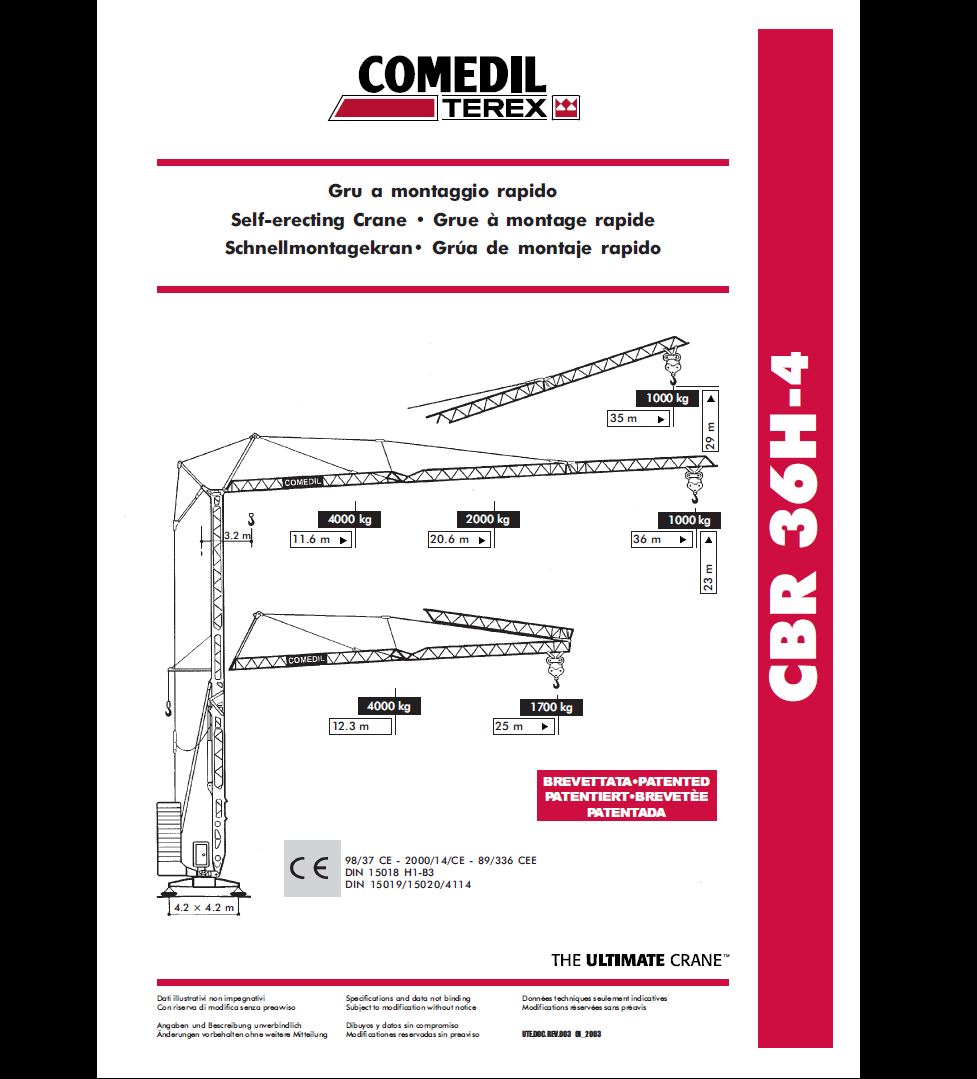 COMEDIL
TEREX
Gru a montaggio rapido
Self-erecting Crane • Grue à montage rapide
Schnellmontagekran• Grúa de montaje rapido
CBR 36H-4
1000 kg
35 m
29 m
COMEDIL
3.2 m
4000 kg
11.6 m
2000 kg
20.6 m
1000 kg
36 m
23 m
COMEDIL
4000 kg
12.3 m
1700 kg
25 m
BREVETTATA•PATENTED
PATENTIERT•BREVETÈE
PATENTADA
CE
98/37 CE - 2000/14/CE - 89/336 CEE
DIN 15018 H1-B3
DIN 15019/15020/4114
4.2 × 4.2 m
THE ULTIMATE CRANE™
Dati illustrativi non impegnativi
Con riserva di modifica senza preavviso
Specifications and data not binding
Subject to modification without notice
Données techniques seulement indicatives
Modifications réservées sans préavis
Angaben und Bescreibung unverbindlich
Änderungen vorbehalten ohne weitere Mitteilung
Dibuyos y datos sin compromiso
Modificationes reservadas sin preaviso
UTE.DOC.REV.003 01_2003